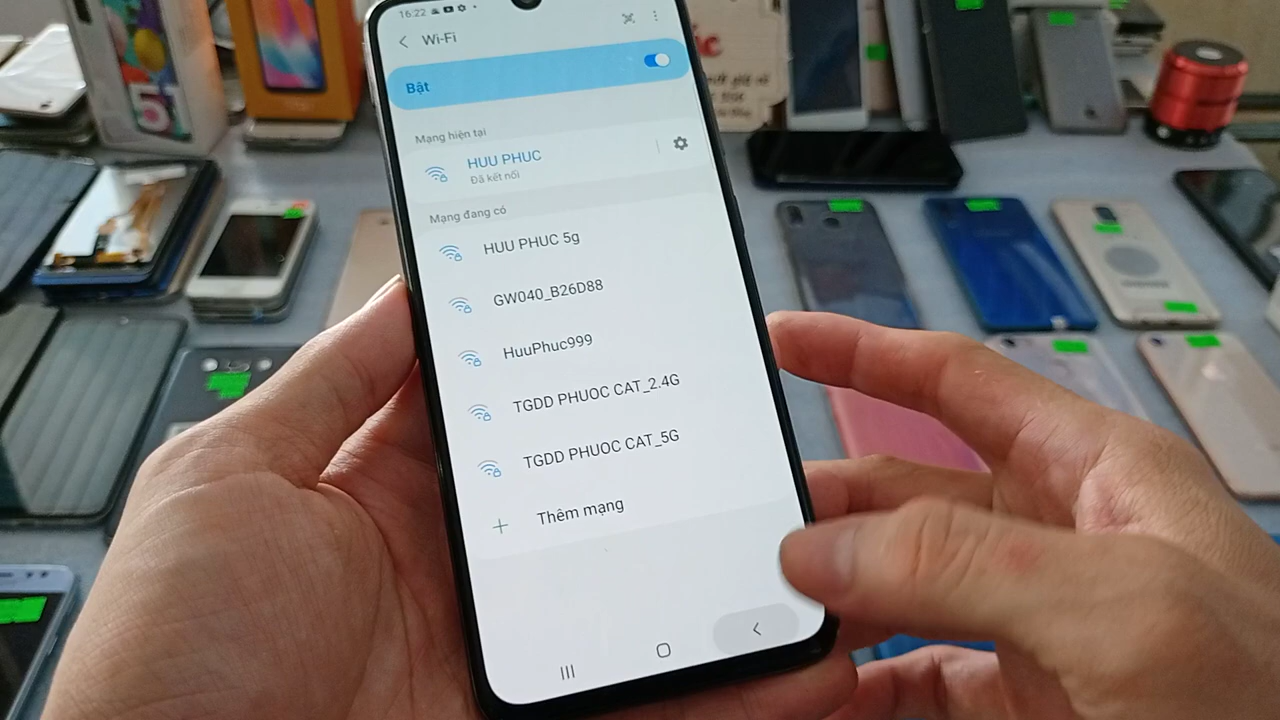 16:22
Wi-Fi
Bật
Mạng hiện tại
HUU PHUC
Đã kết nối
Mạng đang có
HUU PHUC 5g
GW040_B26D88
HuuPhuc999
TGDD PHUOC CAT_2.4G
TGDD PHUOC CAT_5G
Thêm mạng